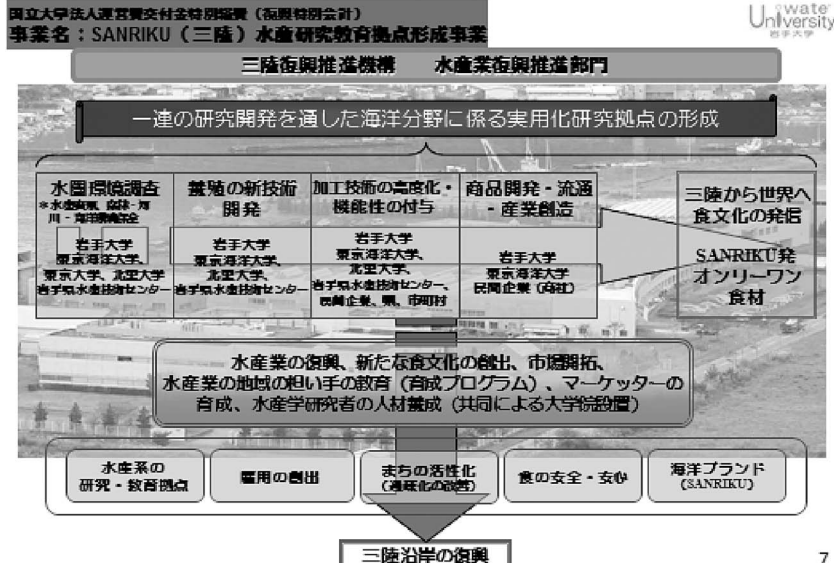 国立大学法人運営費交付金特別経費（復興特別会計）
事業名：SANRIKU（三陸）水産研究教育拠点形成事業
Iwate University
岩手大学
三陸復興推進機構　水産業復興推進部門
一連の研究開発を通した海洋分野に係る実用化研究拠点の形成
水圏環境調査
川・海洋環境保全
岩手大学
東京海洋大学、
東京大学、北里大学
岩手県水産技術センター
養殖の新技術
開発
岩手大学
東京海洋大学、
北里大学、
岩手県水産技術センター
加工技術の高度化・
機能性の付与
岩手大学
東京海洋大学、
北里大学、
岩手県水産技術センター、
民間企業、県、市町村
商品開発・流通
・産業創造
岩手大学
東京海洋大学
民間企業（商社）
三陸から世界へ
食文化の発信
SANRIKU発
オンリーワン
食材
水産業の復興、新たな食文化の創出、市場開拓、
水産業の地域の担い手の教育（育成プログラム）、マーケッターの
育成、水産学研究者の人材養成（共同による大学院設置）
水産系の
研究・教育拠点
雇用の創出
まちの活性化
（過疎化の改善）
食の安全・安心
海洋ブランド
(SANRIKU)
三陸沿岸の復興
7